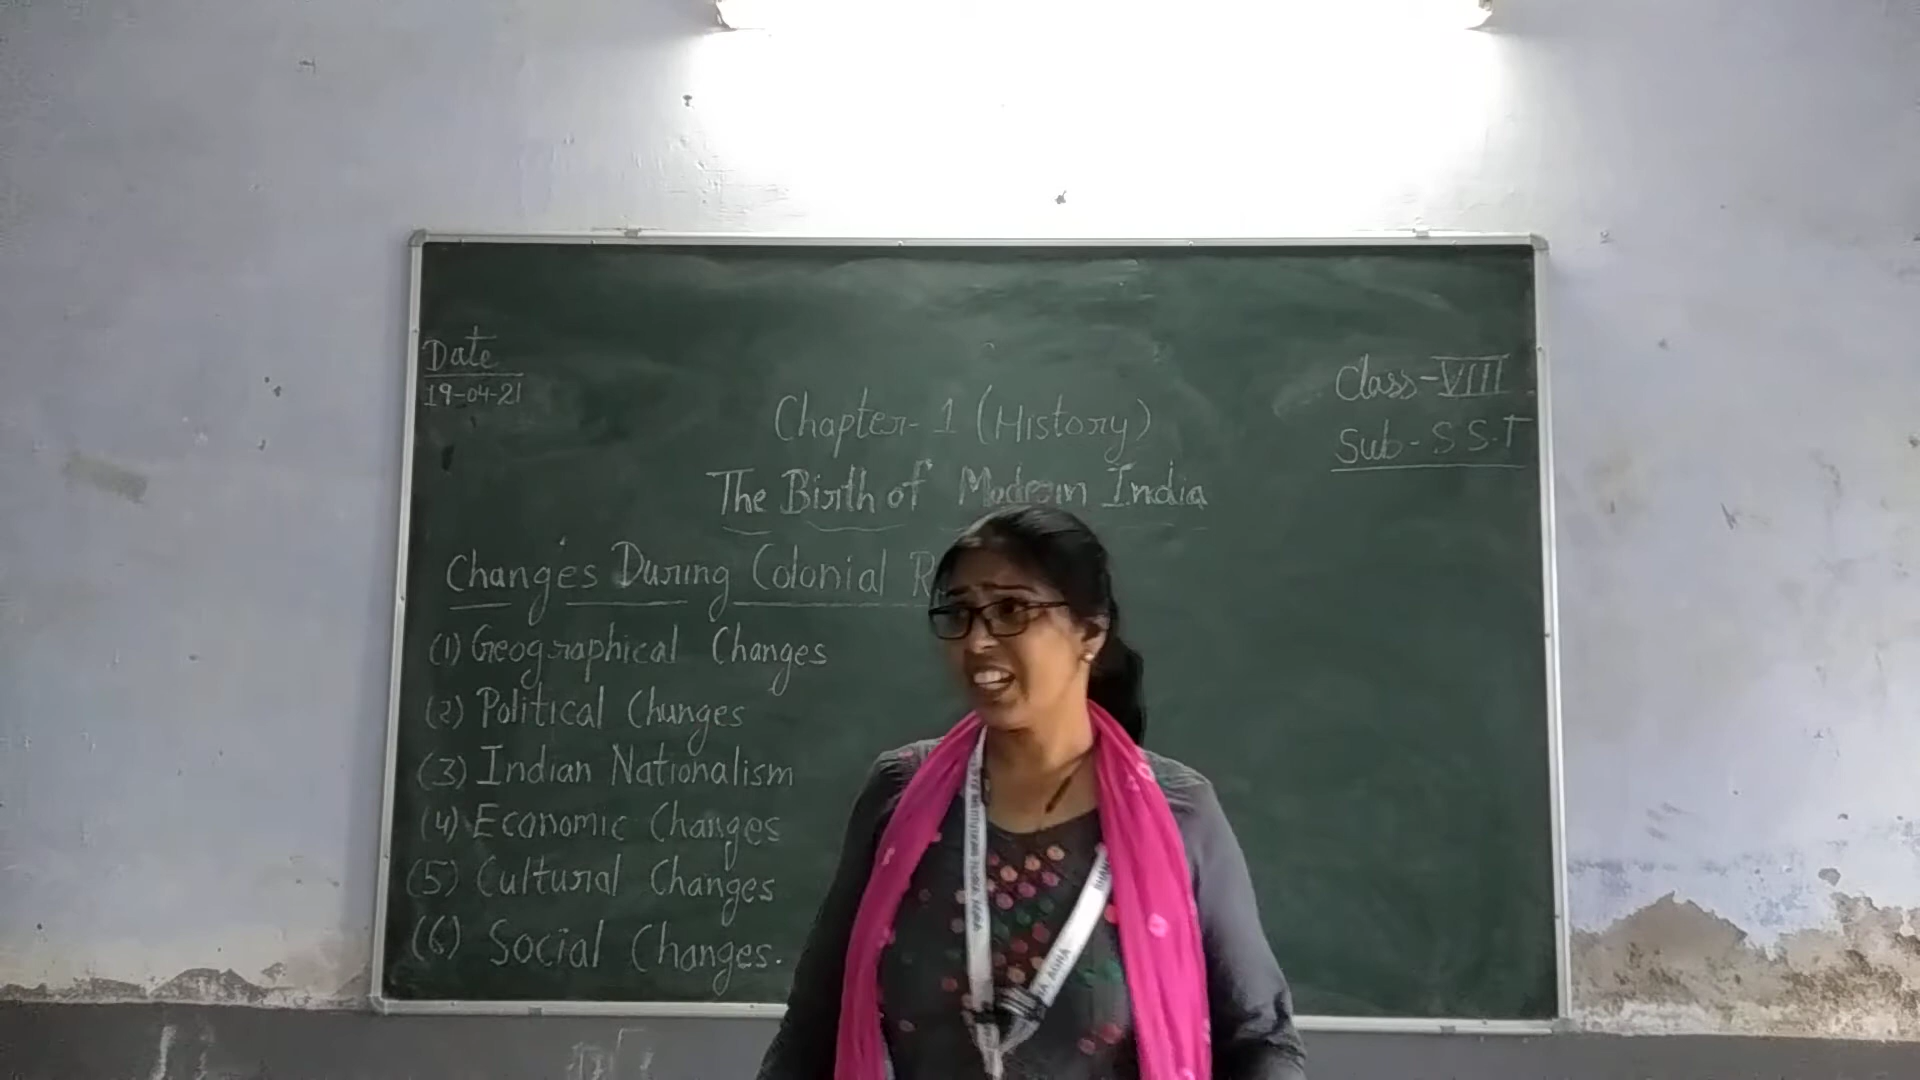 Date
19-04-21
Class-VIII
Sub-S S.T
Chapter-1 (History)
The Birth of Modern India
Changes During Colonial
(1) Geographical Changes
(2) Political Changes
(3) Indian Nationalism
(4) Economic Changes
(5) Cultural Changes
(6) Social Changes.
AGRA